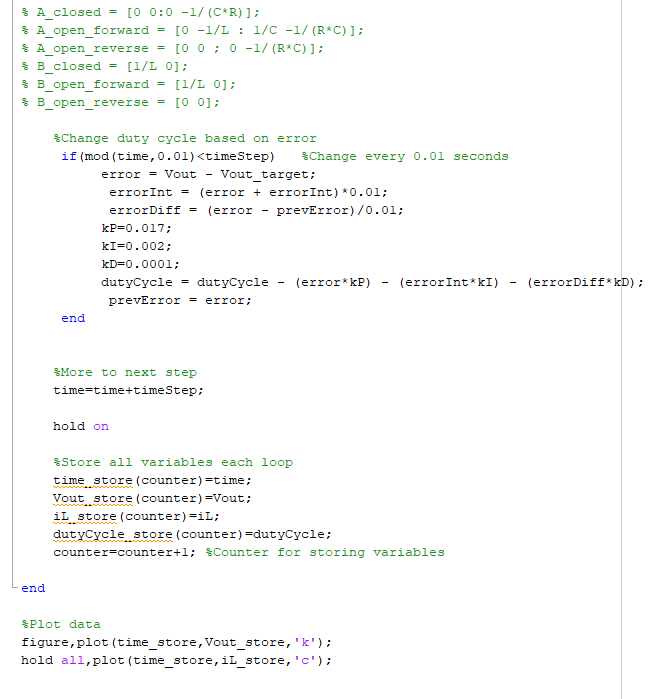 % A_closed = [0 0:0 -1/(C*R)];
% A_open_forward = [0 -1/L : 1/C -1/(R*C)];
% A_open_reverse = [0 0 ; 0 -1/(R*C)];
% B_closed = [1/L 0];
% B_open_forward = [1/L 0];
% B_open_reverse = [0 0];
%Change duty cycle based on error
if(mod(time,0.01)<timeStep) %Change every 0.01 seconds
error = Vout - Vout_target;
errorInt = (error + errorInt)*0.01;
errorDiff = (error - prevError)/0.01;
kP=0.017;
kI=0.002;
kD=0.0001;
dutyCycle = dutyCycle - (error*kP) - (errorInt*kI) - (errorDiff*kD);
prevError = error;
end
%More to next step
time=time+timeStep;
hold on
%Store all variables each loop
time_store(counter)=time;
Vout_store(counter)=Vout;
iL_store(counter)=iL;
dutyCycle_store(counter)=dutyCycle;
counter=counter+1; %Counter for storing variables
end
%Plot data
figure,plot(time_store,Vout_store,'k');
hold all,plot(time_store,iL_store,'c');